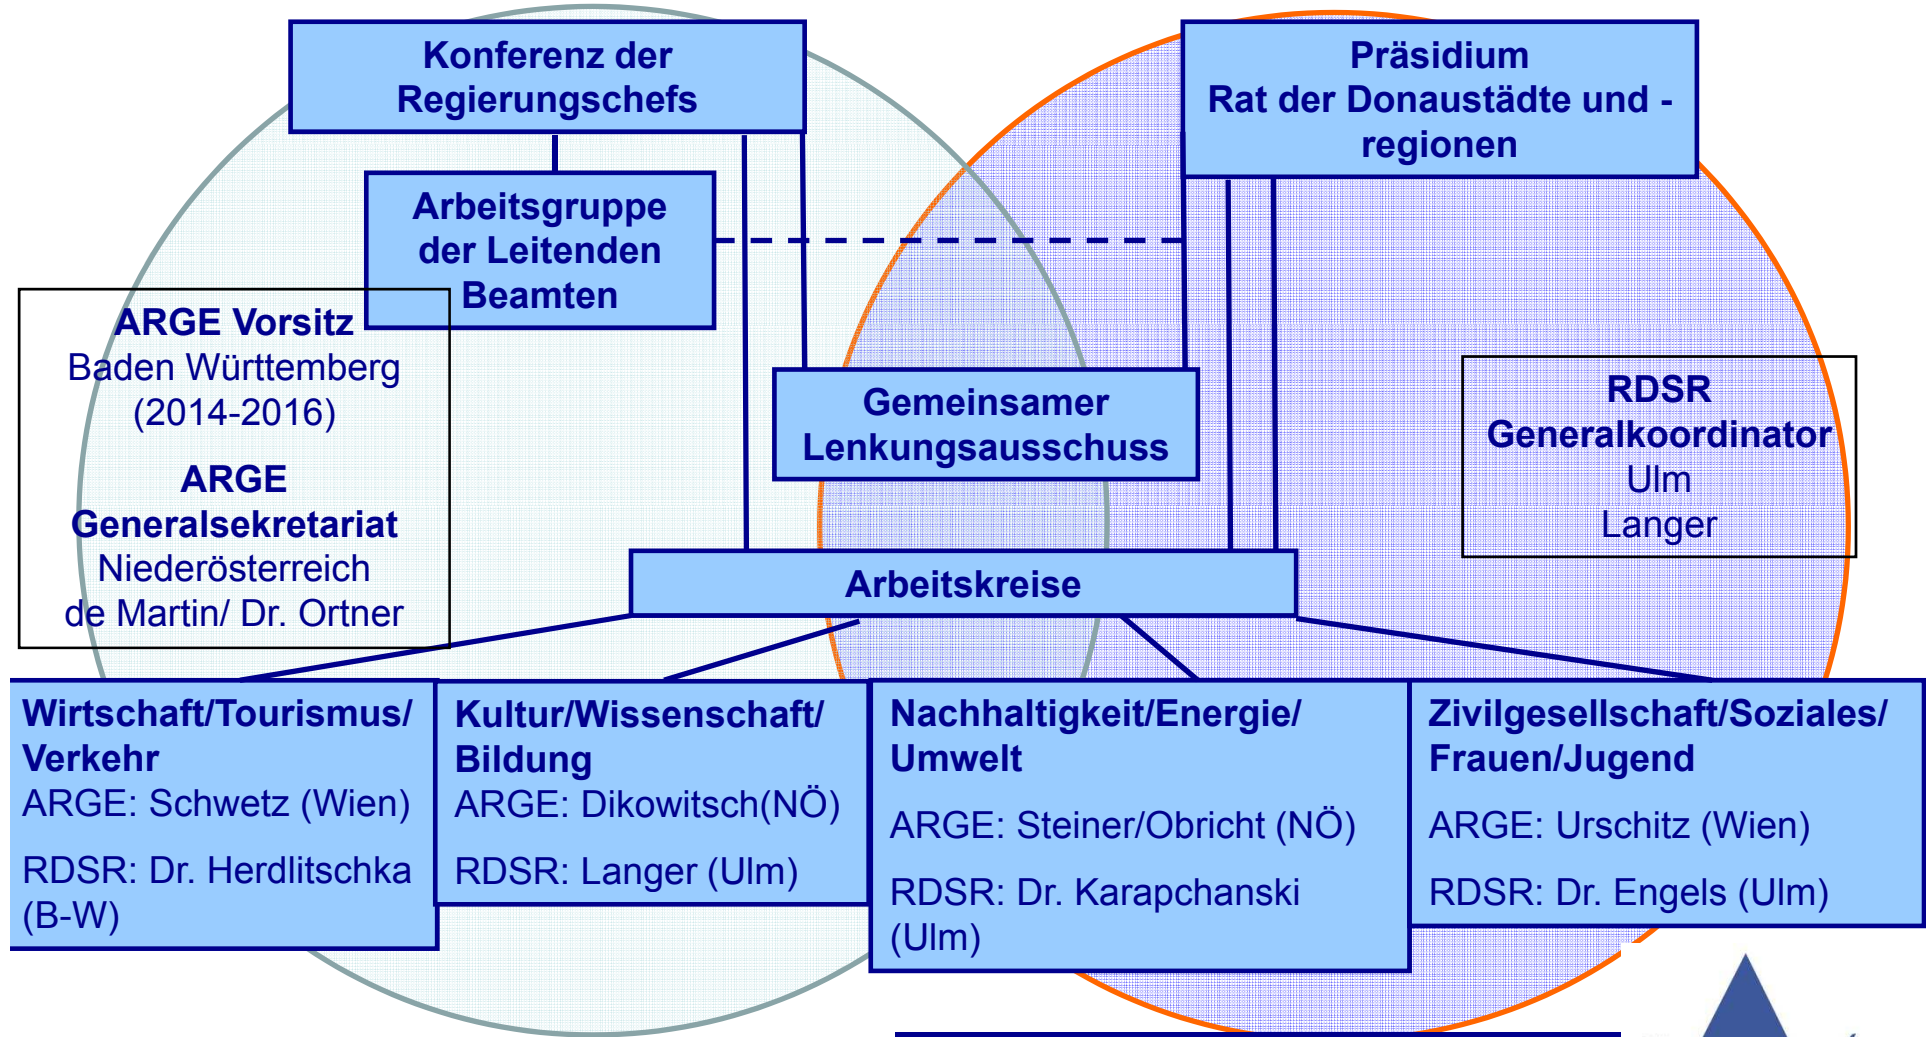 Konferenz der
Regierungschefs
Präsidium
Rat der Donaustädte und -
regionen
Arbeitsgruppe
der Leitenden
Beamten
ARGE Vorsitz
Baden Württemberg
(2014-2016)
ARGE
Generalsekretariat
Niederösterreich
de Martin/ Dr. Ortner
Gemeinsamer
Lenkungsausschuss
RDSR
Generalkoordinator
Ulm
Langer
Arbeitskreise
Wirtschaft/Tourismus/
Verkehr
ARGE: Schwetz (Wien)
RDSR: Dr. Herdlitschka
(B-W)
Kultur/Wissenschaft/
Bildung
ARGE: Dikowitsch(NÖ)
RDSR: Langer (Ulm)
Nachhaltigkeit/Energie/
Umwelt
ARGE: Steiner/Obricht (NÖ)
RDSR: Dr. Karapchanski
(Ulm)
Zivilgesellschaft/Soziales/
Frauen/Jugend
ARGE: Urschitz (Wien)
RDSR: Dr. Engels (Ulm)